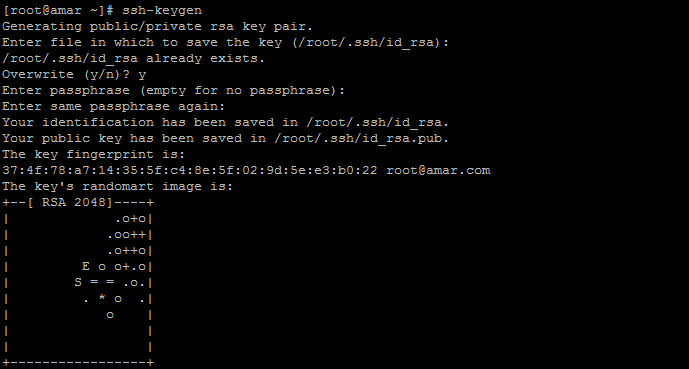 [root@amar ~]# ssh-keygen
Generating public/private rsa key pair.
Enter file in which to save the key (/root/.ssh/id_rsa):
/root/.ssh/id_rsa already exists.
Overwrite (y/n)? y
Enter passphrase (empty for no passphrase):
Enter same passphrase again:
Your identification has been saved in /root/.ssh/id_rsa.
Your public key has been saved in /root/.ssh/id_rsa.pub.
The key fingerprint is:
37:4f:78:a7:14:35:5f:c4:8e:5f:02:9d:5e:e3:b0:22 root@amar.com
The key's randomart image is:
+--[ RSA 2048]----+
|             .o+o|
|            .oo++|
|            .o++o|
|         E o o+.o|
|        S = = .o.|
|         . * o  .|
|            o    |
|                 |
|                 |
+-----------------+